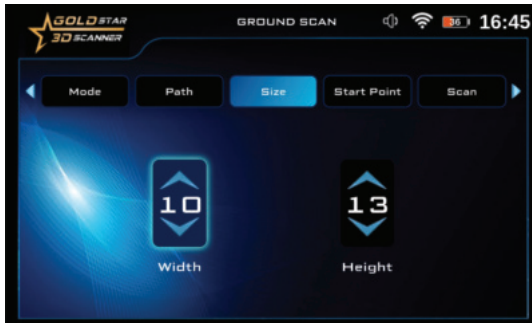 GOLD STAR
3D SCANNER
GROUND SCAN
36
16:45
Mode
Path
Size
Start Point
Scan
10
13
Width
Height